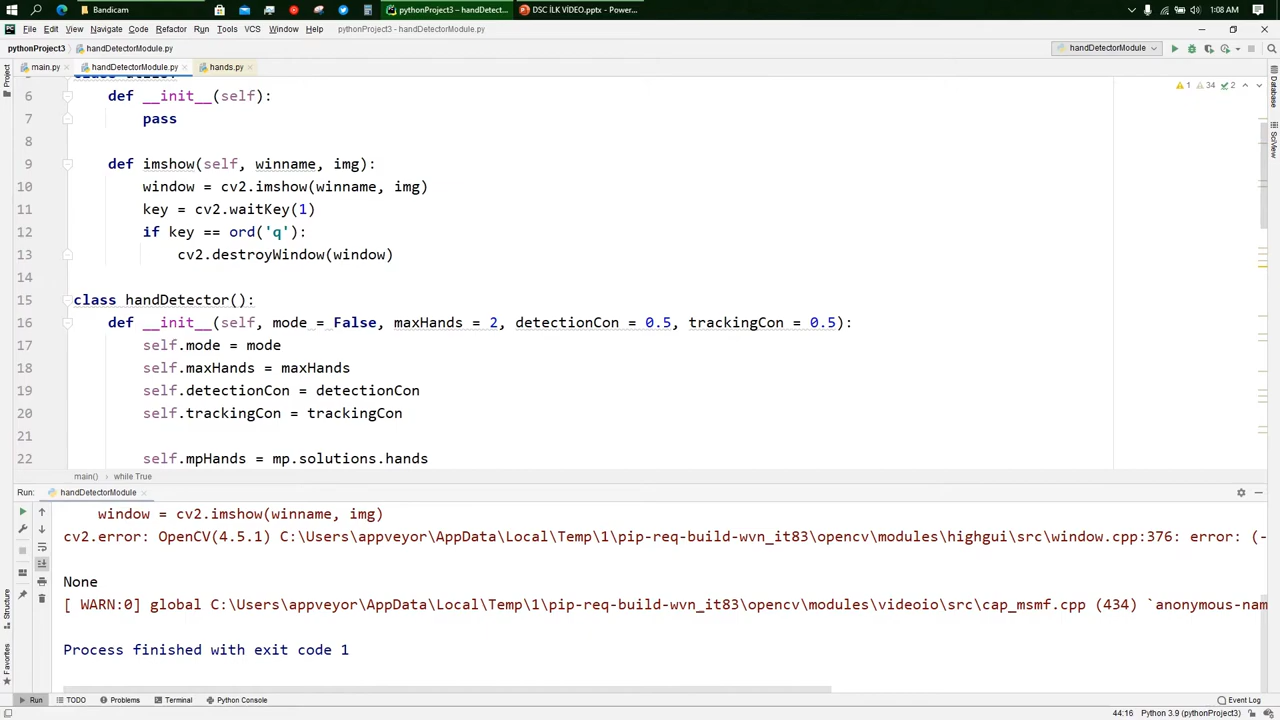 Bandicam
pythonProject3 - handDetect...
DSC İLK VİDEO.pptx - Power...
1:08 AM
PC
File Edit View Navigate Code Refactor Run Tools VCS Window Help pythonProject3 - handDetectorModule.py
pythonProject3 handDetectorModule.py
handDetectorModule
main.py handDetectorModule.py hands.py
1 34 2
6 def __init__(self):
7 pass
8
9 def imshow(self, winname, img):
10 window = cv2.imshow(winname, img)
11 key = cv2.waitKey(1)
12 if key == ord('q'):
13 cv2.destroyWindow(window)
14
15 class handDetector():
16 def __init__(self, mode = False, maxHands = 2, detectionCon = 0.5, trackingCon = 0.5):
17 self.mode = mode
18 self.maxHands = maxHands
19 self.detectionCon = detectionCon
20 self.trackingCon = trackingCon
21
22 self.mpHands = mp.solutions.hands
main() while True
Run: handDetectorModule
window = cv2.imshow(winname, img)
cv2.error: OpenCV(4.5.1) C:\Users\appveyor\AppData\Local\Temp\1\pip-req-build-wvn_it83\opencv\modules\highgui\src\window.cpp:376: error: (-
None
[ WARN:0] global C:\Users\appveyor\AppData\Local\Temp\1\pip-req-build-wvn_it83\opencv\modules\videoio\src\cap_msmf.cpp (434) `anonymous-nam
Process finished with exit code 1
Project
Structure
Favorites
Database
SciView
Run TODO Problems Terminal Python Console
Event Log
44:16 Python 3.9 (pythonProject3)